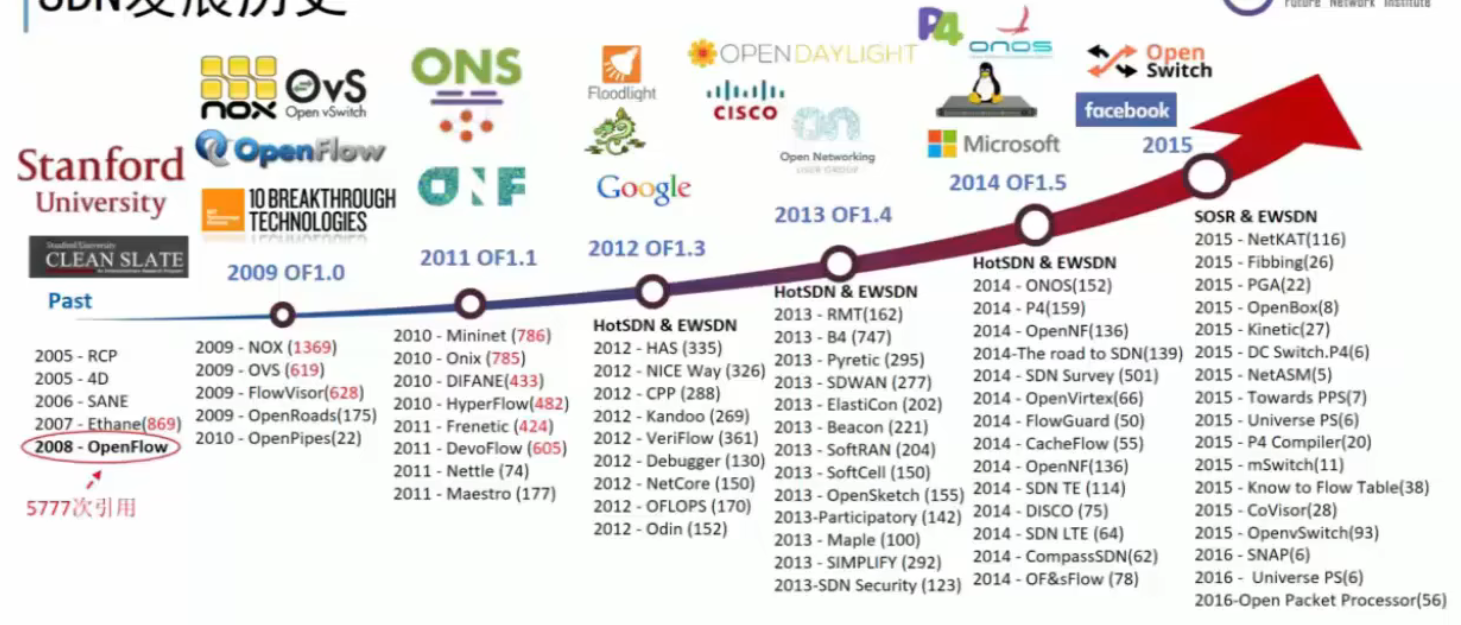 SDN发展历史
Future Network Institute
Stanford
University
Stanford University
CLEAN SLATE
Past
2005 - RCP
2005 - 4D
2006 - SANE
2007 - Ethane(869)
2008 - OpenFlow
5777次引用
nox
OvS
Open vSwitch
OpenFlow
10 BREAKTHROUGH
TECHNOLOGIES
2009 OF1.0
2009 - NOX (1369)
2009 - OVS (619)
2009 - FlowVisor(628)
2009 - OpenRoads(175)
2010 - OpenPipes(22)
ONS
ONF
2011 OF1.1
2010 - Mininet (786)
2010 - Onix (785)
2010 - DIFANE(433)
2010 - HyperFlow(482)
2011 - Frenetic (424)
2011 - DevoFlow (605)
2011 - Nettle (74)
2011 - Maestro (177)
Floodlight
Google
2012 OF1.3
HotSDN & EWSDN
2012 - HAS (335)
2012 - NICE Way (326)
2012 - CPP (288)
2012 - Kandoo (269)
2012 - VeriFlow (361)
2012 - Debugger (130)
2012 - NetCore (150)
2012 - OFLOPS (170)
2012 - Odin (152)
OPENDAYLIGHT
CISCO
Open Networking
USER GROUP
2013 OF1.4
HotSDN & EWSDN
2013 - RMT(162)
2013 - B4 (747)
2013 - Pyretic (295)
2013 - SDWAN (277)
2013 - ElastiCon (202)
2013 - Beacon (221)
2013 - SoftRAN (204)
2013 - SoftCell (150)
2013 - OpenSketch (155)
2013-Participatory (142)
2013 - Maple (100)
2013 - SIMPLIFY (292)
2013-SDN Security (123)
P4
onos
Microsoft
2014 OF1.5
HotSDN & EWSDN
2014 - ONOS(152)
2014 - P4(159)
2014 - OpenNF(136)
2014-The road to SDN(139)
2014 - SDN Survey (501)
2014 - OpenVirtex(66)
2014 - FlowGuard (50)
2014 - CacheFlow (55)
2014 - OpenNF(136)
2014 - SDN TE (114)
2014 - DISCO (75)
2014 - SDN LTE (64)
2014 - CompassSDN(62)
2014 - OF&sFlow (78)
Open
Switch
facebook
2015
SOSR & EWSDN
2015 - NetKAT(116)
2015 - Fibbing(26)
2015 - PGA(22)
2015 - OpenBox(8)
2015 - Kinetic(27)
2015 - DC Switch.P4(6)
2015 - NetASM(5)
2015 - Towards PPS(7)
2015 - Universe PS(6)
2015 - P4 Compiler(20)
2015 - mSwitch(11)
2015 - Know to Flow Table(38)
2015 - CoVisor(28)
2015 - OpenvSwitch(93)
2016 - SNAP(6)
2016 - Universe PS(6)
2016-Open Packet Processor(56)